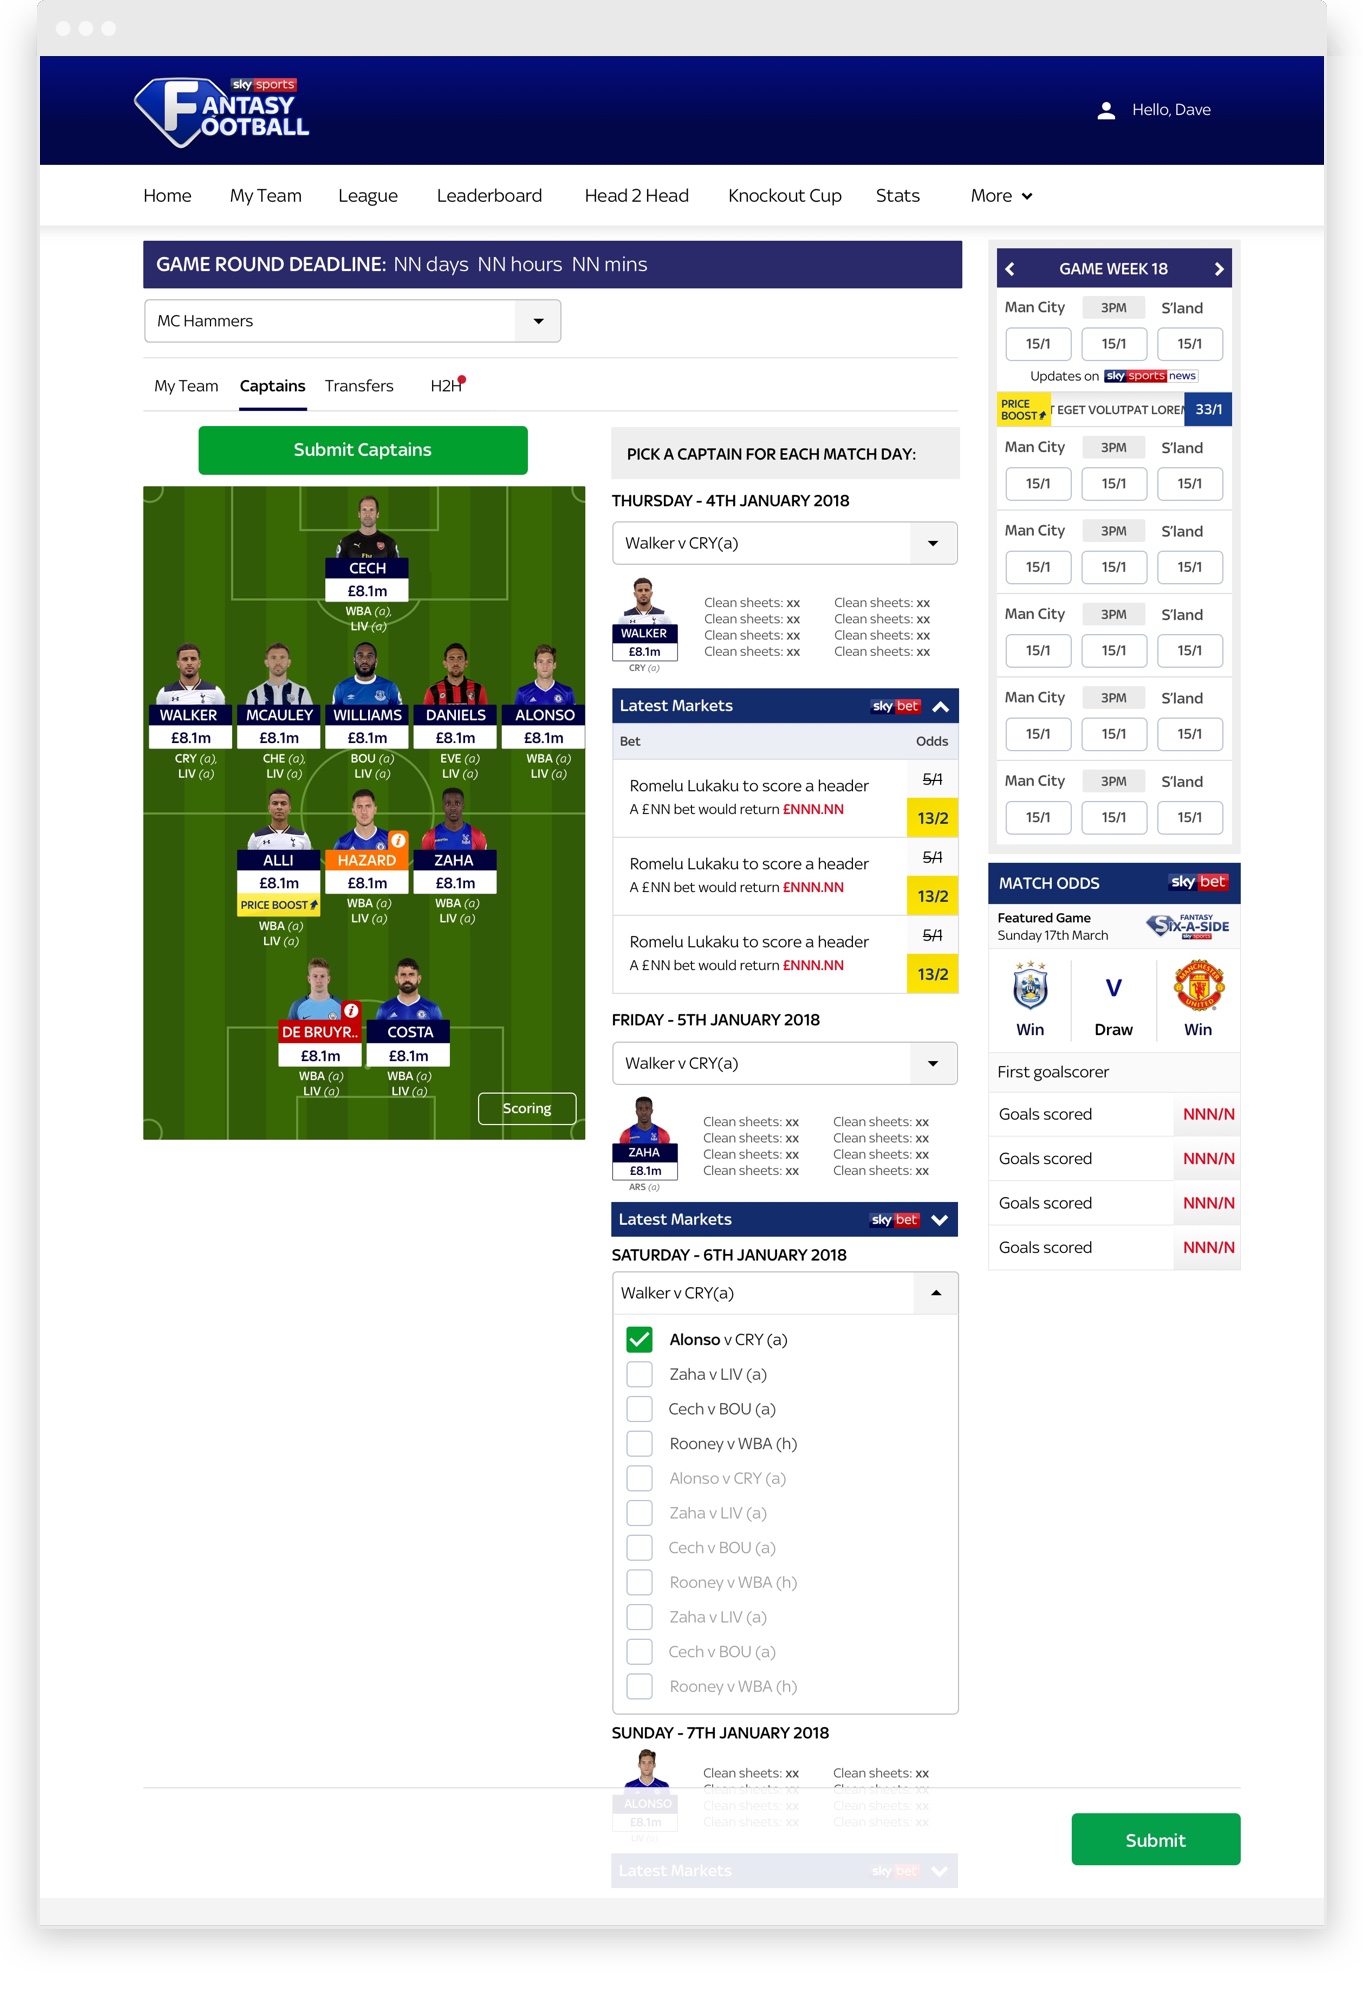 sky sports
FANTASY
FOOTBALL
Hello, Dave
Home My Team League Leaderboard Head 2 Head Knockout Cup Stats More
GAME ROUND DEADLINE: NN days NN hours NN mins
MC Hammers
My Team Captains Transfers H2H
Submit Captains
CECH
£8.1m
WBA (a),
LIV (a)
WALKER MCAULEY WILLIAMS DANIELS ALONSO
£8.1m £8.1m £8.1m £8.1m £8.1m
CRY (a), CHE (a), BOU (a) EVE (a) WBA (a)
LIV (a) LIV (a) LIV (a) LIV (a) LIV (a)
ALLI HAZARD ZAHA
£8.1m £8.1m £8.1m
PRICE BOOST WBA (a) WBA (a)
LIV (a) LIV (a)
WBA (a)
LIV (a)
DE BRUYR.. COSTA
£8.1m £8.1m
WBA (a) WBA (a)
LIV (a) LIV (a)
Scoring
PICK A CAPTAIN FOR EACH MATCH DAY:
THURSDAY - 4TH JANUARY 2018
Walker v CRY(a)
WALKER
£8.1m
CRY (a)
Clean sheets: xx Clean sheets: xx
Clean sheets: xx Clean sheets: xx
Clean sheets: xx Clean sheets: xx
Clean sheets: xx Clean sheets: xx
Latest Markets sky bet
Bet Odds
Romelu Lukaku to score a header 5/1
A £NN bet would return £NNN.NN 13/2
Romelu Lukaku to score a header 5/1
A £NN bet would return £NNN.NN 13/2
Romelu Lukaku to score a header 5/1
A £NN bet would return £NNN.NN 13/2
FRIDAY - 5TH JANUARY 2018
Walker v CRY(a)
ZAHA
£8.1m
ARS (a)
Clean sheets: xx Clean sheets: xx
Clean sheets: xx Clean sheets: xx
Clean sheets: xx Clean sheets: xx
Clean sheets: xx Clean sheets: xx
Latest Markets sky bet
SATURDAY - 6TH JANUARY 2018
Walker v CRY(a)
Alonso v CRY (a)
Zaha v LIV (a)
Cech v BOU (a)
Rooney v WBA (h)
Alonso v CRY (a)
Zaha v LIV (a)
Cech v BOU (a)
Rooney v WBA (h)
Zaha v LIV (a)
Cech v BOU (a)
Rooney v WBA (h)
SUNDAY - 7TH JANUARY 2018
ALONSO
£8.1m
LIV (a)
Clean sheets: xx Clean sheets: xx
Clean sheets: xx Clean sheets: xx
Clean sheets: xx Clean sheets: xx
Clean sheets: xx Clean sheets: xx
Latest Markets sky bet
GAME WEEK 18
Man City 3PM S'land
15/1 15/1 15/1
Updates on sky sports news
PRICE
BOOST
EGET VOLUTPAT LOREM 33/1
Man City 3PM S'land
15/1 15/1 15/1
Man City 3PM S'land
15/1 15/1 15/1
Man City 3PM S'land
15/1 15/1 15/1
Man City 3PM S'land
15/1 15/1 15/1
Man City 3PM S'land
15/1 15/1 15/1
MATCH ODDS sky bet
Featured Game
Sunday 17th March
FANTASY
SIX-A-SIDE
sky sports
MANCHESTER
UNITED
V
Win Draw Win
First goalscorer
Goals scored NNN/N
Goals scored NNN/N
Goals scored NNN/N
Goals scored NNN/N
Submit